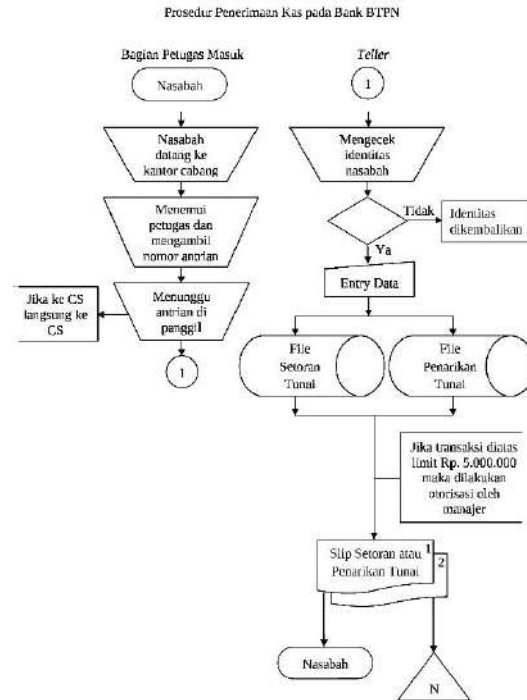 Prosedur Penerimaan Kas pada Bank BTPN
Bagian Petugas Masuk
Nasabah
Nasabah
datang ke
kantor cabang
Menemui
petugas dan
mengambil
nomor antrian
Menunggu
antrian di
panggil
Jika ke CS
langsung ke
CS
1
Teller
1
Mengecek
identitas
nasabah
Tidak
Identitas
dikembalikan
Ya
Entry Data
File
Setoran
Tunai
File
Penarikan
Tunai
Jika transaksi diatas
limit Rp. 5.000.000
maka dilakukan
otorisasi oleh
manajer
Slip Setoran atau
Penarikan Tunai
1
2
Nasabah
N